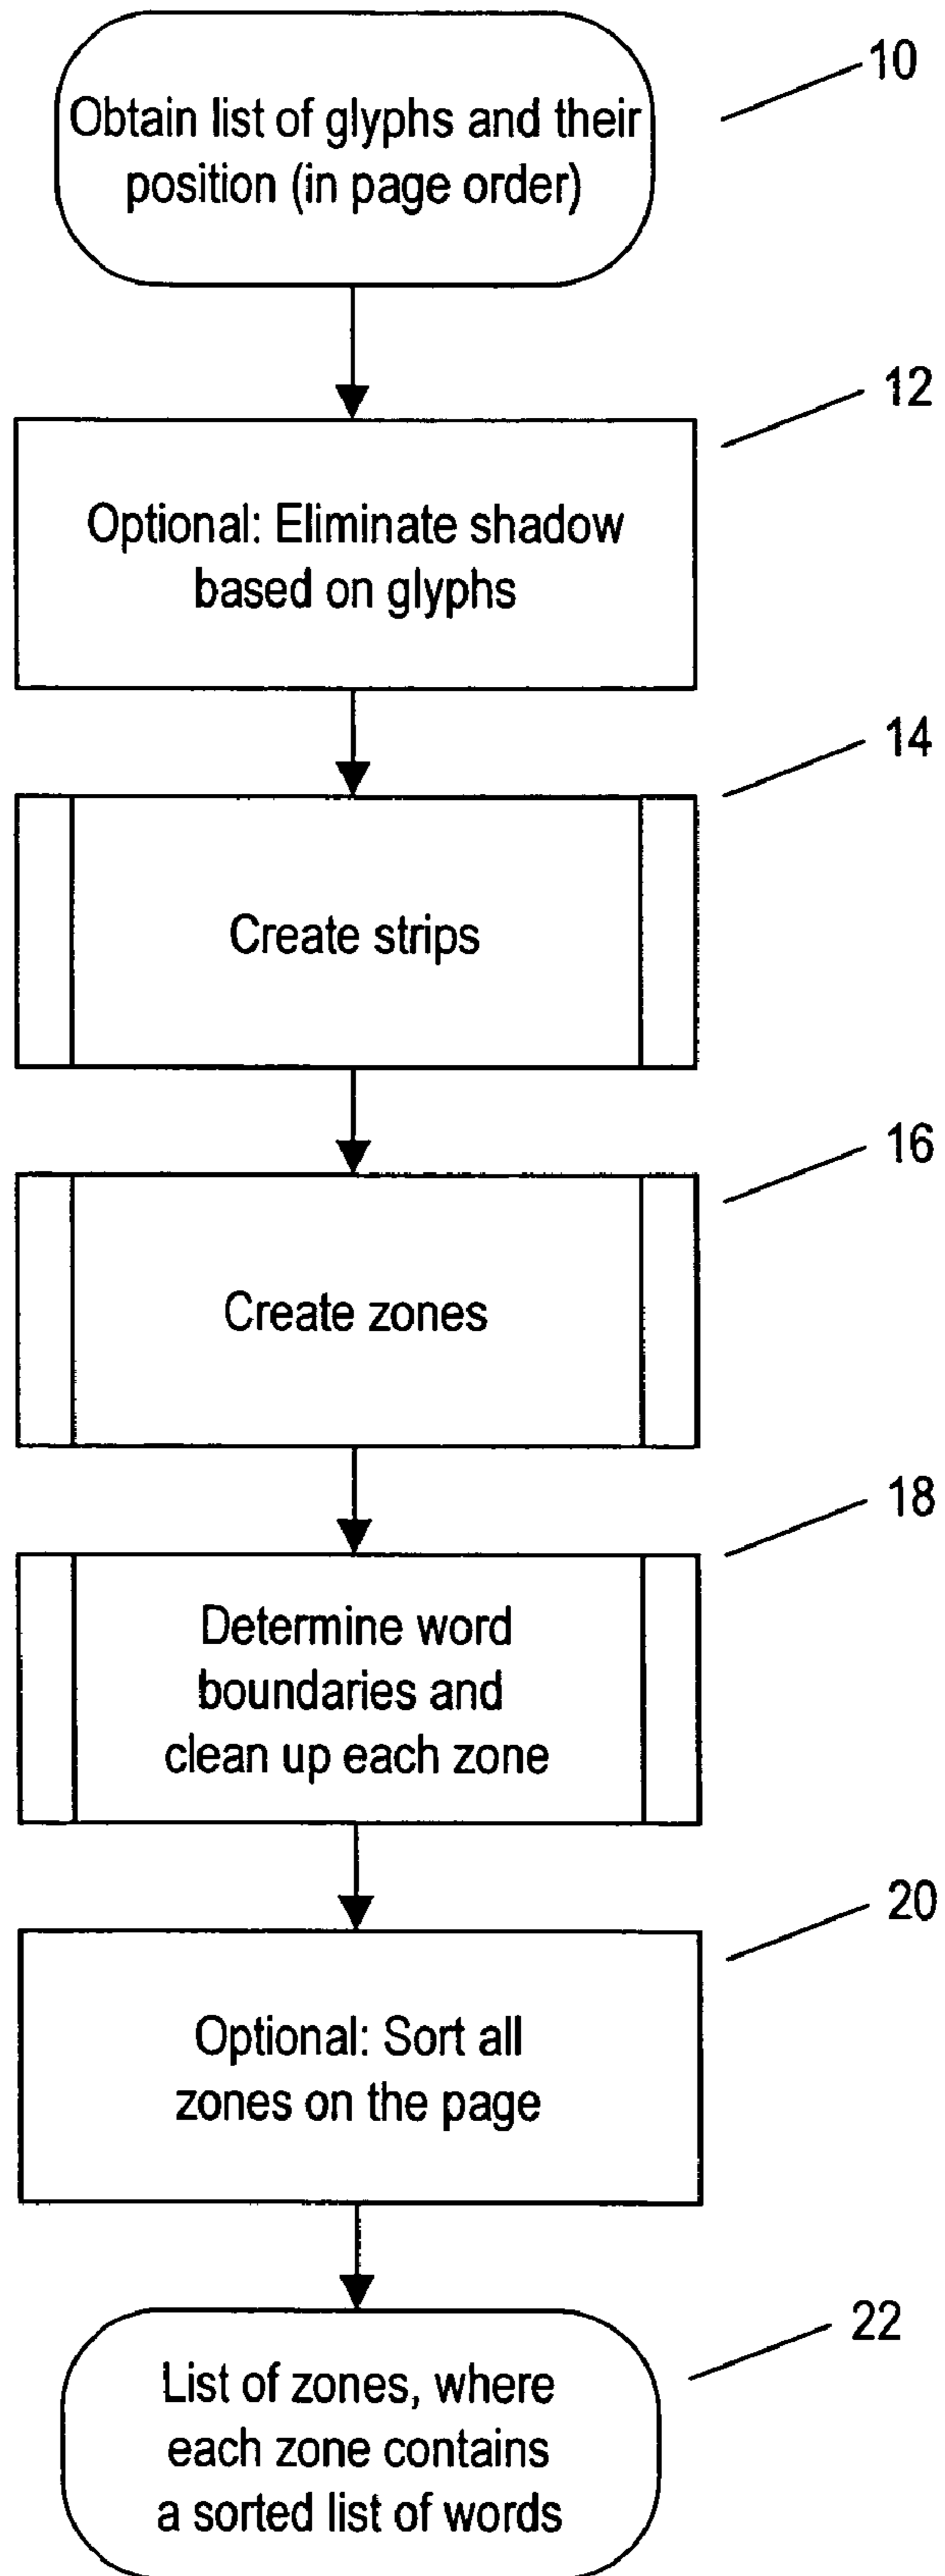 10
Obtain list of glyphs and their
position (in page order)
12
Optional: Eliminate shadow
based on glyphs
14
Create strips
16
Create zones
18
Determine word
boundaries and
clean up each zone
20
Optional: Sort all
zones on the page
22
List of zones, where
each zone contains
a sorted list of words